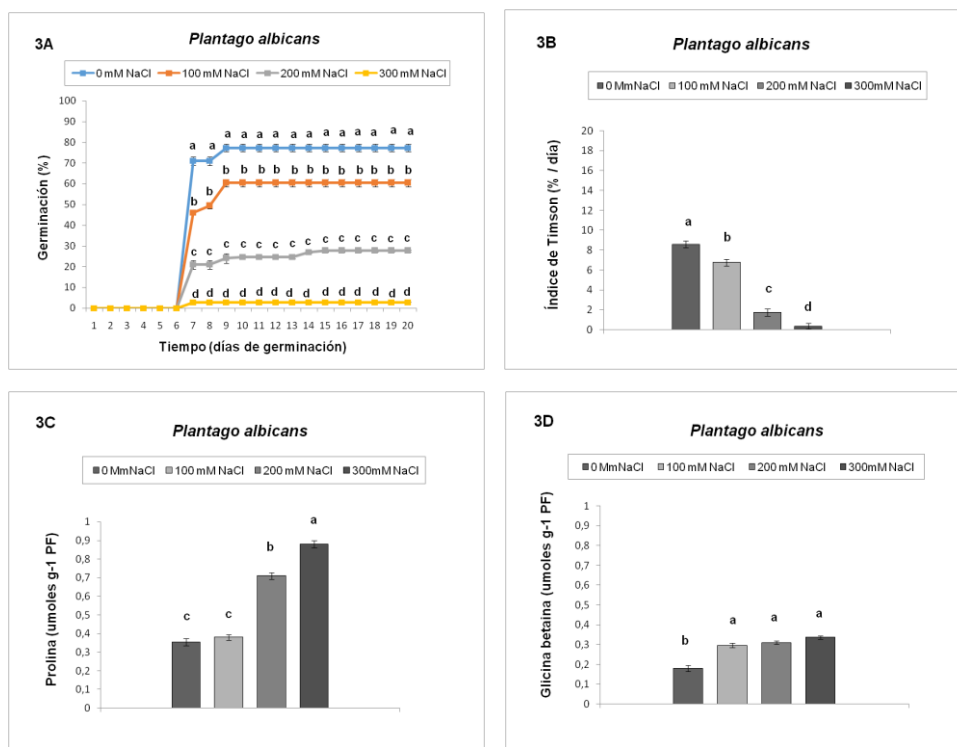 3A
Plantago albicans
0 mM NaCl 100 mM NaCl 200 mM NaCl 300 mM NaCl
Germinación (%)
100
90
80
70
60
50
40
30
20
10
0
a a a a a a a a a a a a a a
b b b b b b b b b b b b b b
c c c c c c c c c c c c c c
d d d d d d d d d d d d d d
1 2 3 4 5 6 7 8 9 10 11 12 13 14 15 16 17 18 19 20
Tiempo (días de germinación)
3B
Plantago albicans
0 MmNaCl 100 mM NaCl 200 mM NaCl 300mM NaCl
Índice de Timson (% / dia)
20
18
16
14
12
10
8
6
4
2
0
a
b
c
d
3C
Plantago albicans
0 MmNaCl 100 mM NaCl 200 mM NaCl 300mM NaCl
Prolina (umoles g-1 PF)
1
0,9
0,8
0,7
0,6
0,5
0,4
0,3
0,2
0,1
0
c
c
b
a
3D
Plantago albicans
0 MmNaCl 100 mM NaCl 200 mM NaCl 300mM NaCl
Glicina betaina (umoles g-1 PF)
1
0,9
0,8
0,7
0,6
0,5
0,4
0,3
0,2
0,1
0
b
a
a
a